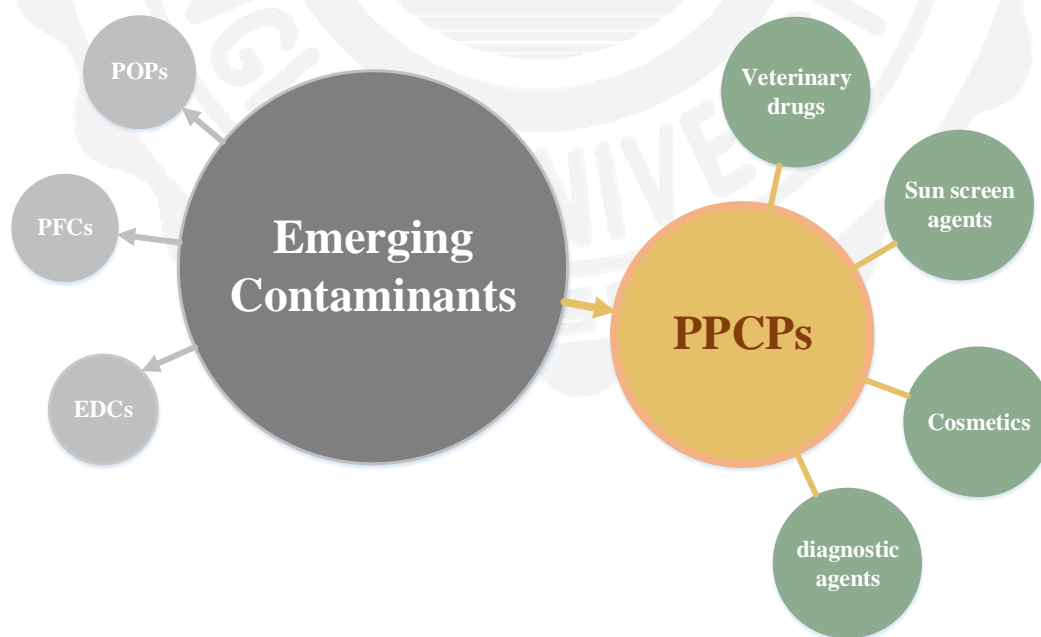 POPs
PFCs
EDCs
Emerging
Contaminants
PPCPs
Veterinary
drugs
Sun screen
agents
Cosmetics
diagnostic
agents